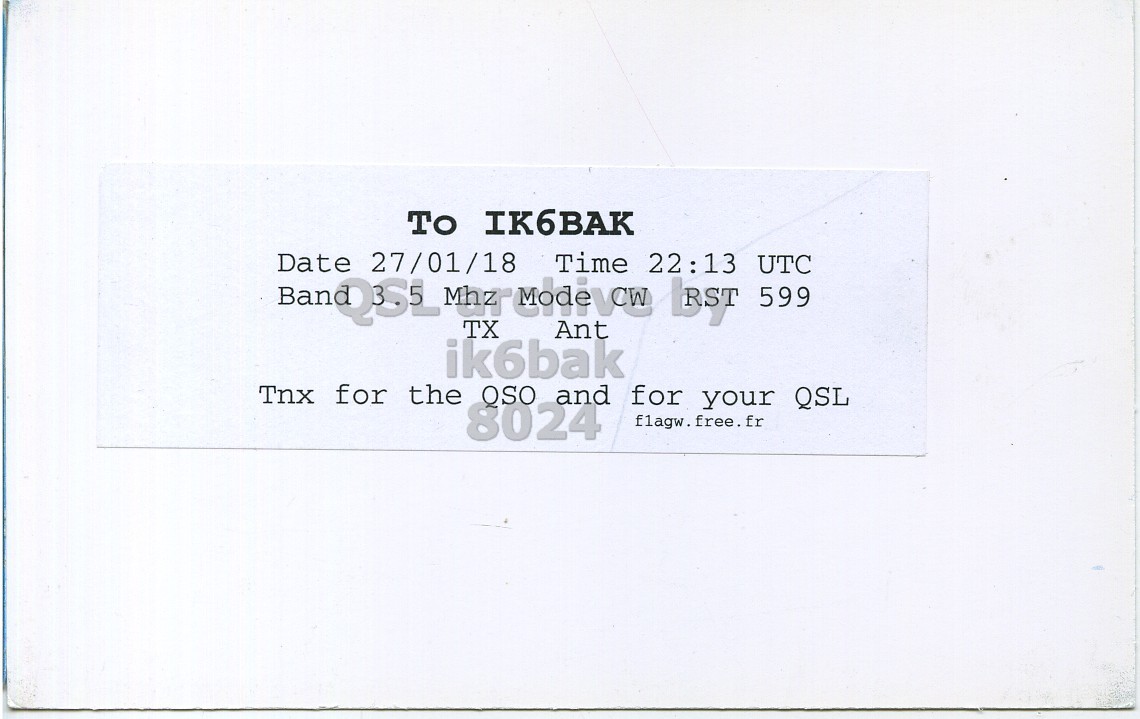 To IK6BAK
Date 27/01/18 Time 22:13 UTC
Band 3.5 Mhz Mode CW RST 599
TX Ant
Tnx for the QSO and for your QSL
f1agw.free.fr
QSL archive by
ik6bak
8024